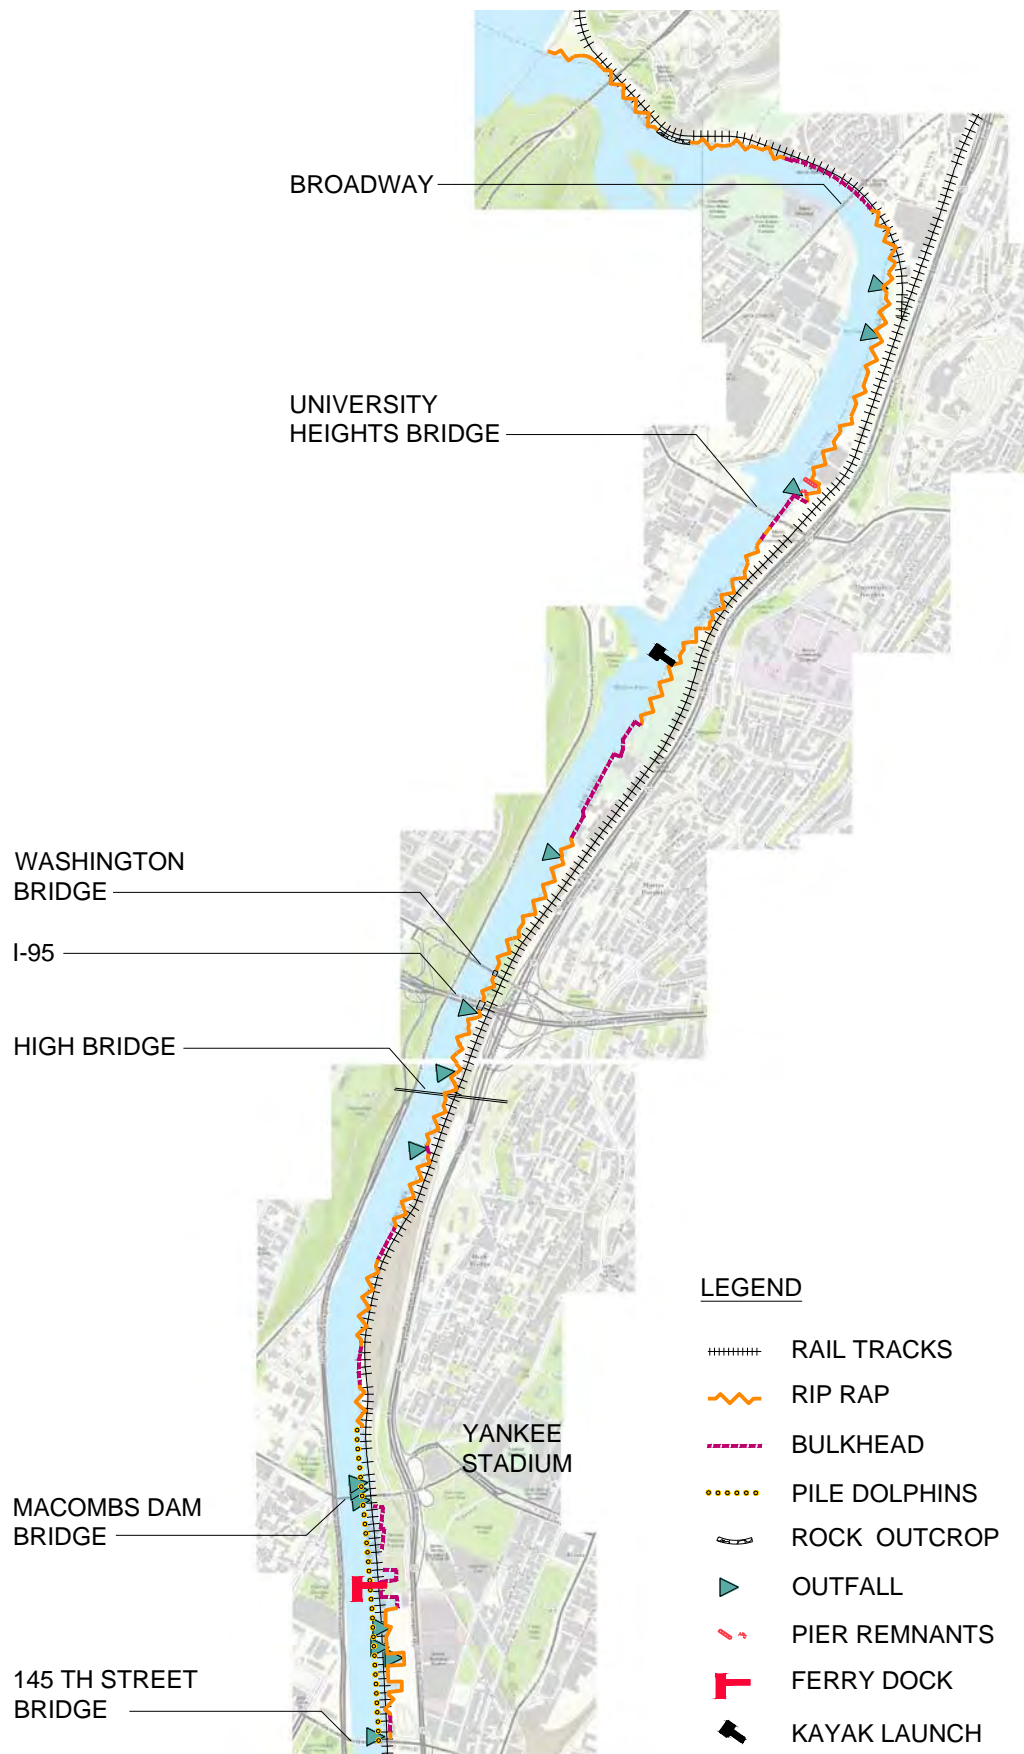 BROADWAY
UNIVERSITY
HEIGHTS BRIDGE
WASHINGTON
BRIDGE
I-95
HIGH BRIDGE
YANKEE
STADIUM
MACOMBS DAM
BRIDGE
145 TH STREET
BRIDGE
LEGEND
RAIL TRACKS
RIP RAP
BULKHEAD
PILE DOLPHINS
ROCK OUTCROP
OUTFALL
PIER REMNANTS
FERRY DOCK
KAYAK LAUNCH